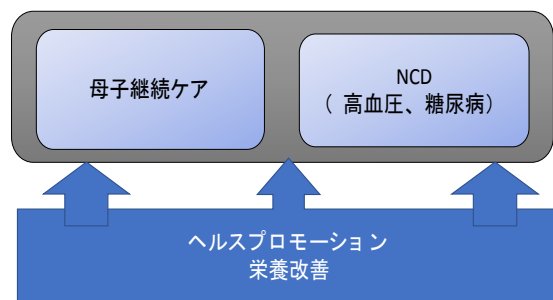 母子継続ケア
NCD
（ 高血圧、糖尿病）
ヘルスプロモーション
栄養改善